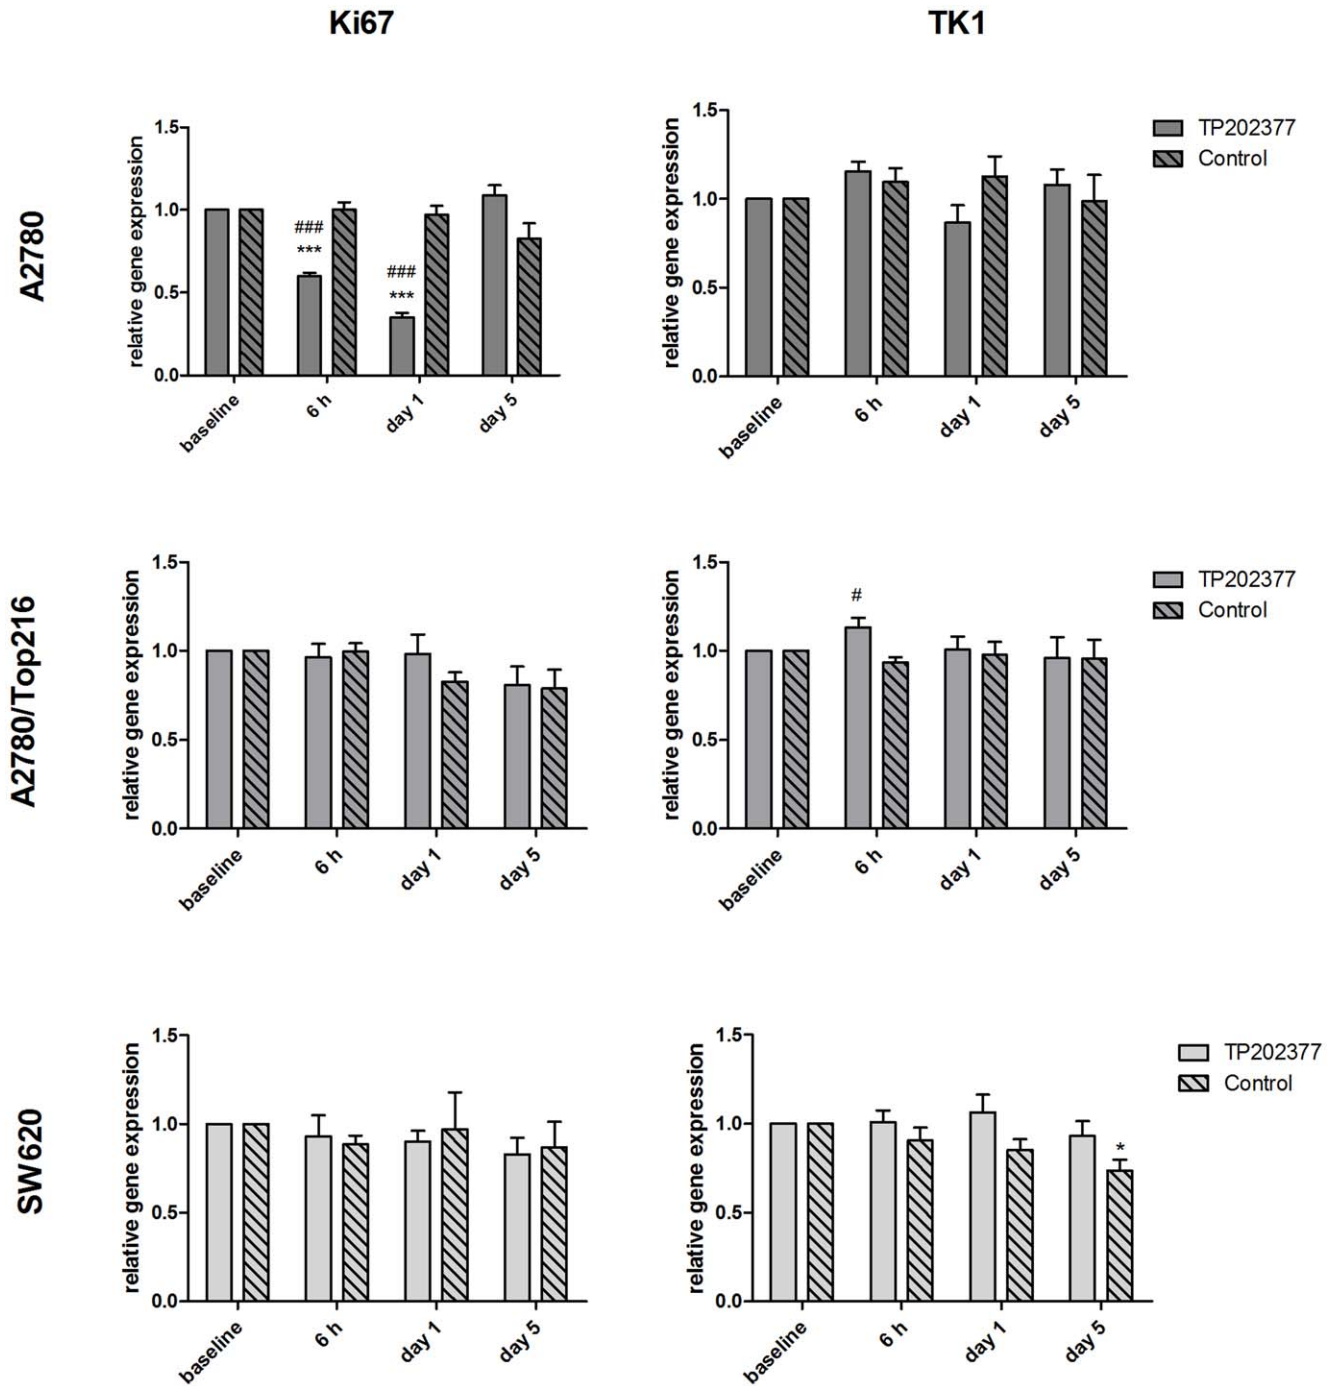 Ki67
TK1
A2780
relative gene expression
1.5
1.0
0.5
0.0
###
***
###
***
baseline
6 h
day 1
day 5
relative gene expression
1.5
1.0
0.5
0.0
baseline
6 h
day 1
day 5
TP202377
Control
A2780/Top216
relative gene expression
1.5
1.0
0.5
0.0
baseline
6 h
day 1
day 5
relative gene expression
1.5
1.0
0.5
0.0
#
baseline
6 h
day 1
day 5
TP202377
Control
SW620
relative gene expression
1.5
1.0
0.5
0.0
baseline
6 h
day 1
day 5
relative gene expression
1.5
1.0
0.5
0.0
*
baseline
6 h
day 1
day 5
TP202377
Control